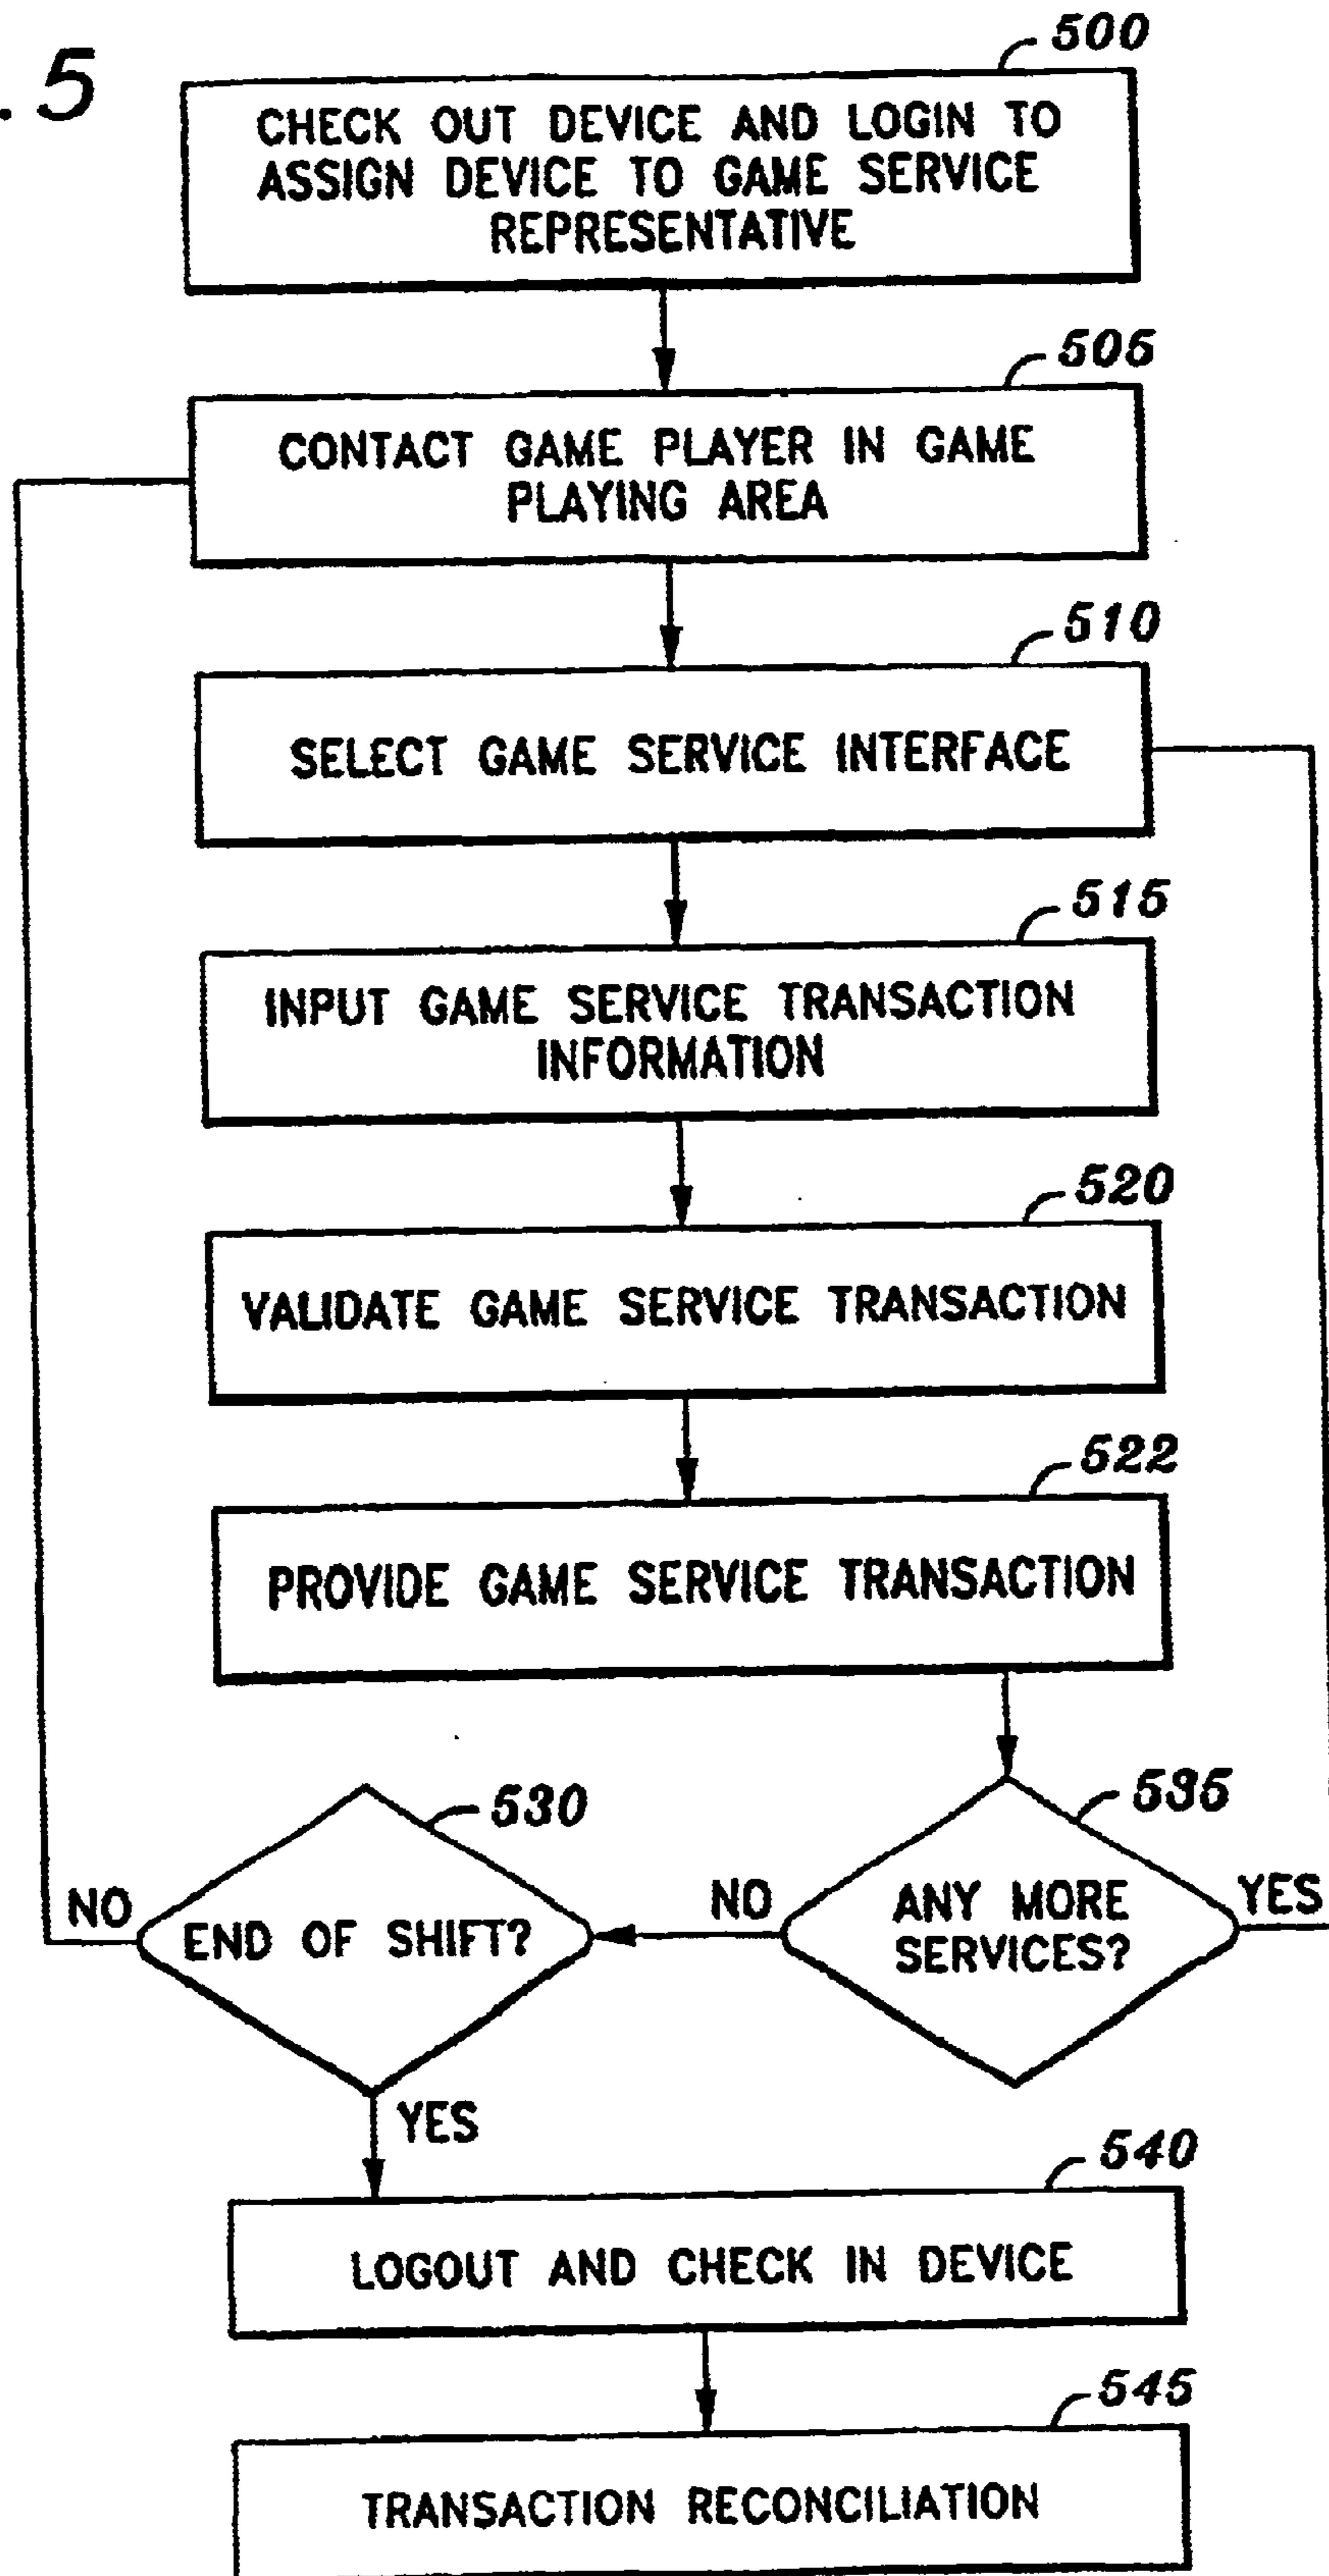 . 5
500
CHECK OUT DEVICE AND LOGIN TO
ASSIGN DEVICE TO GAME SERVICE
REPRESENTATIVE
505
CONTACT GAME PLAYER IN GAME
PLAYING AREA
510
SELECT GAME SERVICE INTERFACE
515
INPUT GAME SERVICE TRANSACTION
INFORMATION
520
VALIDATE GAME SERVICE TRANSACTION
522
PROVIDE GAME SERVICE TRANSACTION
530
535
NO
END OF SHIFT?
NO
ANY MORE
SERVICES?
YES
YES
540
LOGOUT AND CHECK IN DEVICE
545
TRANSACTION RECONCILIATION